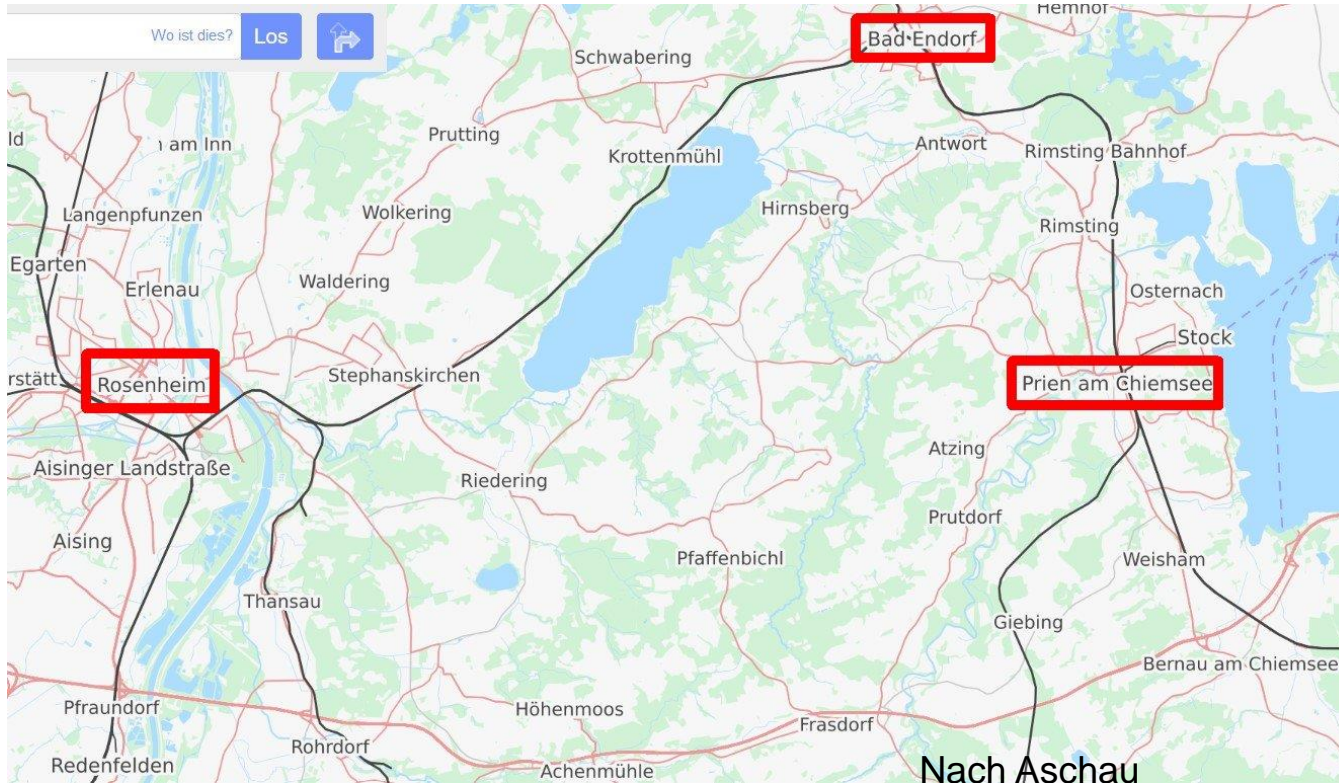 Wo ist dies? Los
Hemhof
Bad Endorf
Schwabering
Prutting
Krottenmühl
Antwort
Rimsting Bahnhof
ld
am Inn
Langenpfunzen
Wolkering
Hirnsberg
Rimsting
Egarten
Erlenau
Waldering
Osternach
Stock
rstätt
Rosenheim
Stephanskirchen
Prien am Chiemsee
Aisinger Landstraße
Riedering
Atzing
Prutdorf
Aising
Pfaffenbichl
Weisham
Thansau
Giebing
Bernau am Chiemsee
Pfraundorf
Höhenmoos
Frasdorf
Rohrdorf
Redenfelden
Achenmühle
Nach Aschau